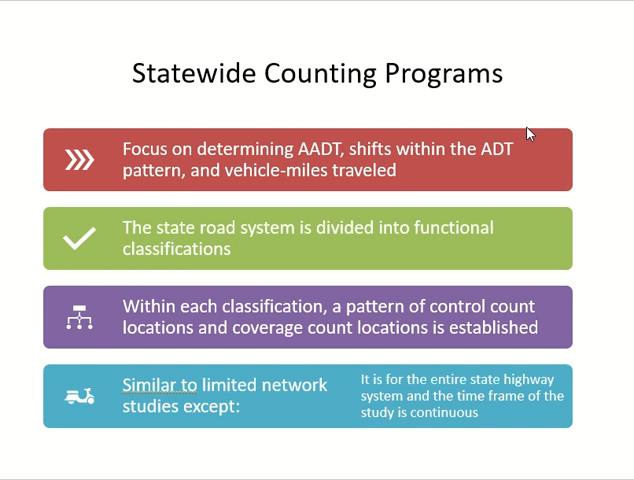 Statewide Counting Programs
Focus on determining AADT, shifts within the ADT
pattern, and vehicle-miles traveled
The state road system is divided into functional
classifications
Within each classification, a pattern of control count
locations and coverage count locations is established
Similar to limited network
studies except:
It is for the entire state highway
system and the time frame of the
study is continuous